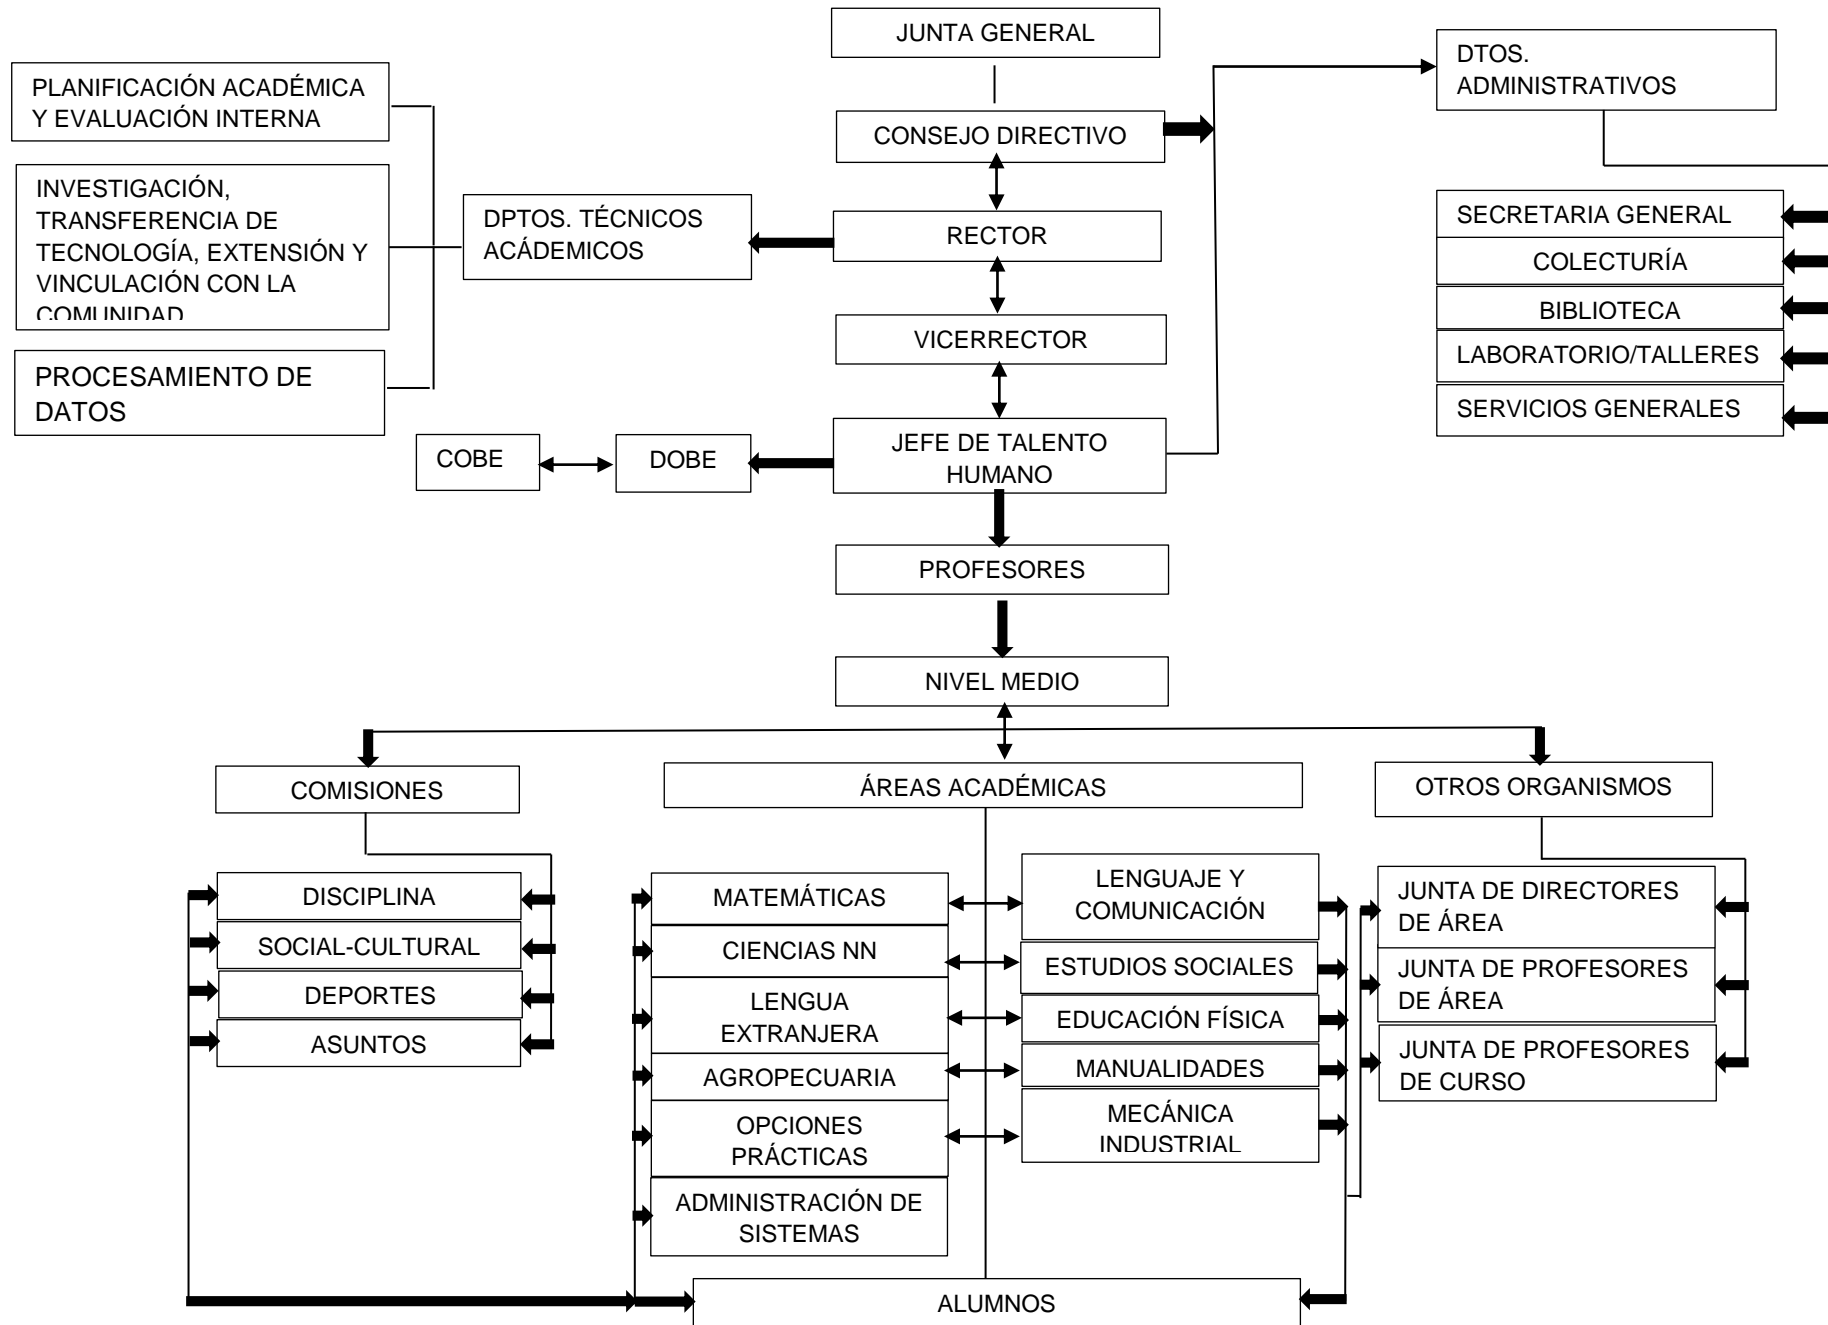 JUNTA GENERAL
DTOS.
ADMINISTRATIVOS
PLANIFICACIÓN ACADÉMICA
Y EVALUACIÓN INTERNA
CONSEJO DIRECTIVO
INVESTIGACIÓN,
TRANSFERENCIA DE
TECNOLOGÍA, EXTENSIÓN Y
VINCULACIÓN CON LA
COMUNIDAD
DPTOS. TÉCNICOS
ACÁDEMICOS
RECTOR
SECRETARIA GENERAL
COLECTURÍA
BIBLIOTECA
LABORATORIO/TALLERES
SERVICIOS GENERALES
VICERRECTOR
PROCESAMIENTO DE
DATOS
COBE
DOBE
JEFE DE TALENTO
HUMANO
PROFESORES
NIVEL MEDIO
COMISIONES
ÁREAS ACADÉMICAS
OTROS ORGANISMOS
DISCIPLINA
SOCIAL-CULTURAL
DEPORTES
ASUNTOS
MATEMÁTICAS
CIENCIAS NN
LENGUA
EXTRANJERA
AGROPECUARIA
OPCIONES
PRÁCTICAS
ADMINISTRACIÓN DE
SISTEMAS
LENGUAJE Y
COMUNICACIÓN
ESTUDIOS SOCIALES
EDUCACIÓN FÍSICA
MANUALIDADES
MECÁNICA
INDUSTRIAL
JUNTA DE DIRECTORES
DE ÁREA
JUNTA DE PROFESORES
DE ÁREA
JUNTA DE PROFESORES
DE CURSO
ALUMNOS